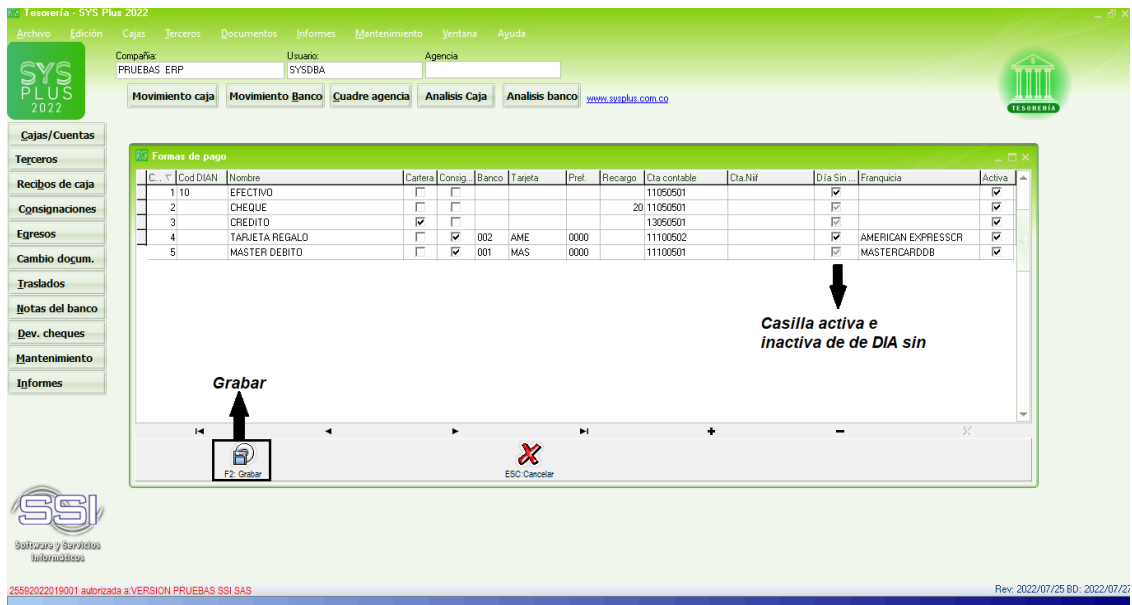 Tesorería - SYS Plus 2022
Archivo Edición Cajas Terceros Documentos Informes Mantenimiento Ventana Ayuda
Compañia: Usuario: Agencia
PRUEBAS ERP SYSDBA
SYS
PLUS
2022
Movimiento caja Movimiento Banco Cuadre agencia Analisis Caja Analisis banco www.sysplus.com.co
TESORERÍA
Cajas/Cuentas
Terceros
Recibos de caja
Consignaciones
Egresos
Cambio docum.
Traslados
Notas del banco
Dev. cheques
Mantenimiento
Informes
Formas de pago
C... Cod DIAN Nombre Cartera Consig... Banco Tarjeta Pref. Recargo Cta contable Cta.Niif Día Sin ... Franquicia Activa
1 10 EFECTIVO 11050501
2 CHEQUE 20 11050501
3 CREDITO 13050501
4 TARJETA REGALO 002 AME 0000 11100502 AMERICAN EXPRESSCR
5 MASTER DEBITO 001 MAS 0000 11100501 MASTERCARDDB
Casilla activa e
inactiva de de DIA sin
Grabar
F2: Grabar ESC:Cancelar
SSI
Software y Servicios
Informáticos
25592022019001 autorizada a:VERSION PRUEBAS SSI SAS Rev: 2022/07/25 BD: 2022/07/27